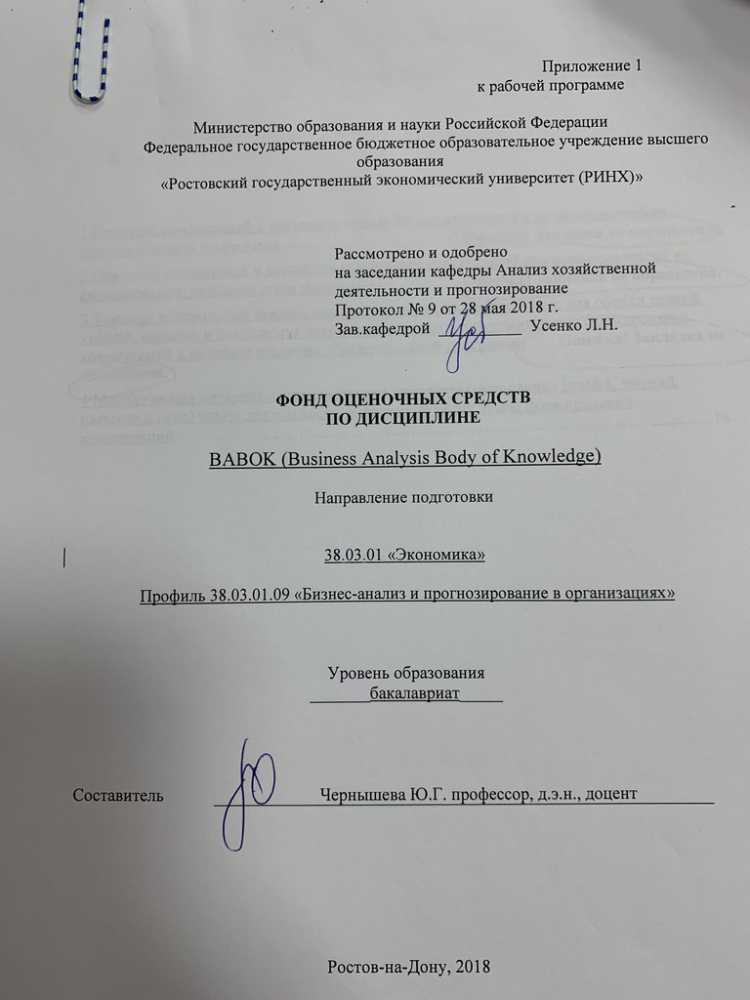 Приложение 1
к рабочей программе
Министерство образования и науки Российской Федерации
Федеральное государственное бюджетное образовательное учреждение высшего
образования
«Ростовский государственный экономический университет (РИНХ)»
Рассмотрено и одобрено
на заседании кафедры Анализ хозяйственной
деятельности и прогнозирование
Протокол № 9 от 28 мая 2018 г.
Зав.кафедрой Усенко Л.Н.
ФОНД ОЦЕНОЧНЫХ СРЕДСТВ
ПО ДИСЦИПЛИНЕ
BABOK (Business Analysis Body of Knowledge)
Направление подготовки
38.03.01 «Экономика»
Профиль 38.03.01.09 «Бизнес-анализ и прогнозирование в организациях»
Уровень образования
бакалавриат
Составитель Чернышева Ю.Г. профессор, д.э.н., доцент
Ростов-на-Дону, 2018